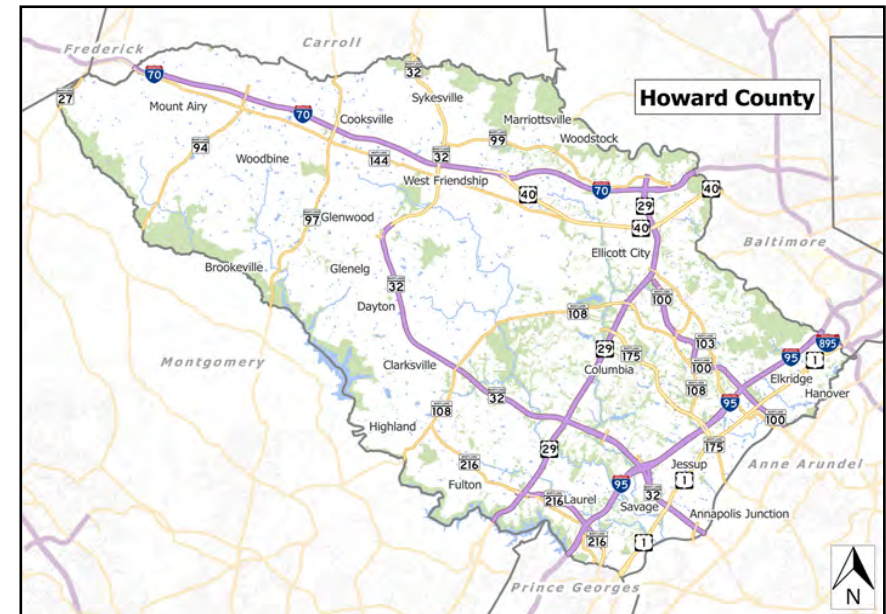 Frederick
Carroll
70
32
27
Mount Airy
Sykesville
Howard County
70
Cooksville
Marriottsville
94
99
Woodstock
Woodbine
144
32
West Friendship
40
70
40
29
97
Glenwood
40
Baltimore
Ellicott City
Brookeville
Glenelg
32
100
Dayton
108
103
895
29
175
95
1
Montgomery
Clarksville
Columbia
100
Elkridge
32
108
Hanover
108
95
100
Highland
29
175
216
Jessup
Anne Arundel
Fulton
95
1
216
Laurel
32
Savage
Annapolis Junction
216
1
Prince Georges
N